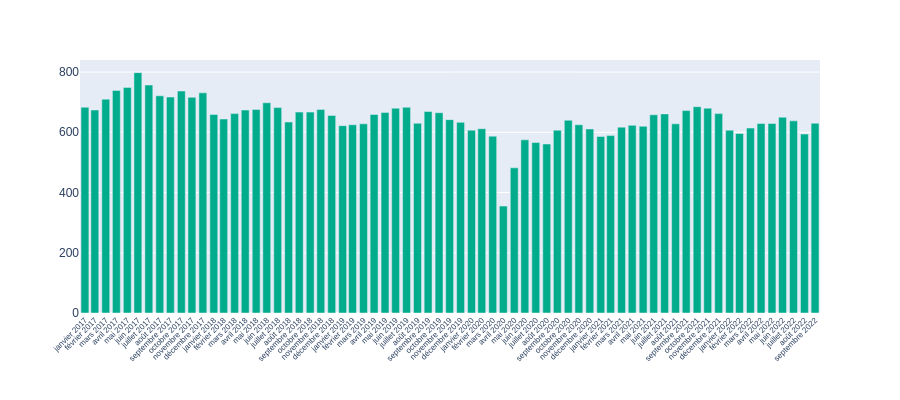 800
600
400
200
0
janvier 2017
février 2017
mars 2017
avril 2017
mai 2017
juin 2017
juillet 2017
août 2017
septembre 2017
octobre 2017
novembre 2017
décembre 2017
janvier 2018
février 2018
mars 2018
avril 2018
mai 2018
juin 2018
juillet 2018
août 2018
septembre 2018
octobre 2018
novembre 2018
décembre 2018
janvier 2019
février 2019
mars 2019
avril 2019
mai 2019
juin 2019
juillet 2019
août 2019
septembre 2019
octobre 2019
novembre 2019
décembre 2019
janvier 2020
février 2020
mars 2020
avril 2020
mai 2020
juin 2020
juillet 2020
août 2020
septembre 2020
octobre 2020
novembre 2020
décembre 2020
janvier 2021
février 2021
mars 2021
avril 2021
mai 2021
juin 2021
juillet 2021
août 2021
septembre 2021
octobre 2021
novembre 2021
décembre 2021
janvier 2022
février 2022
mars 2022
avril 2022
mai 2022
juin 2022
juillet 2022
août 2022
septembre 2022